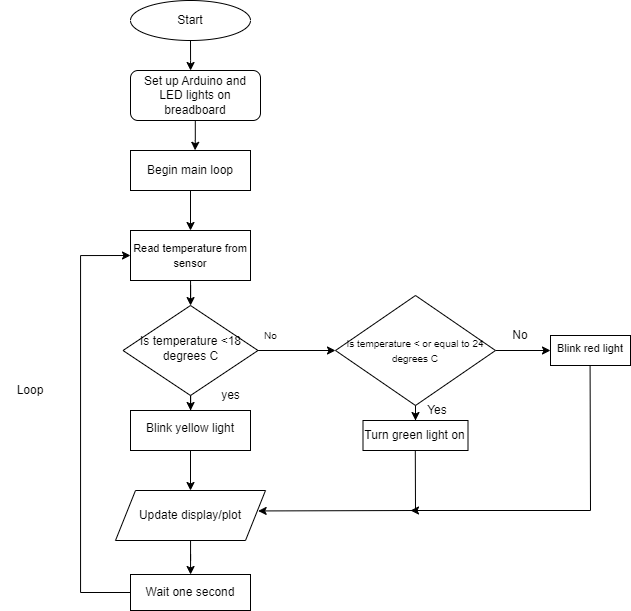 Start
Set up Arduino and
LED lights on
breadboard
Begin main loop
Read temperature from
sensor
Is temperature <18
degrees C
No
Is temperature < or equal to 24
degrees C
No
Blink red light
Loop
yes
Yes
Blink yellow light
Turn green light on
Update display/plot
Wait one second